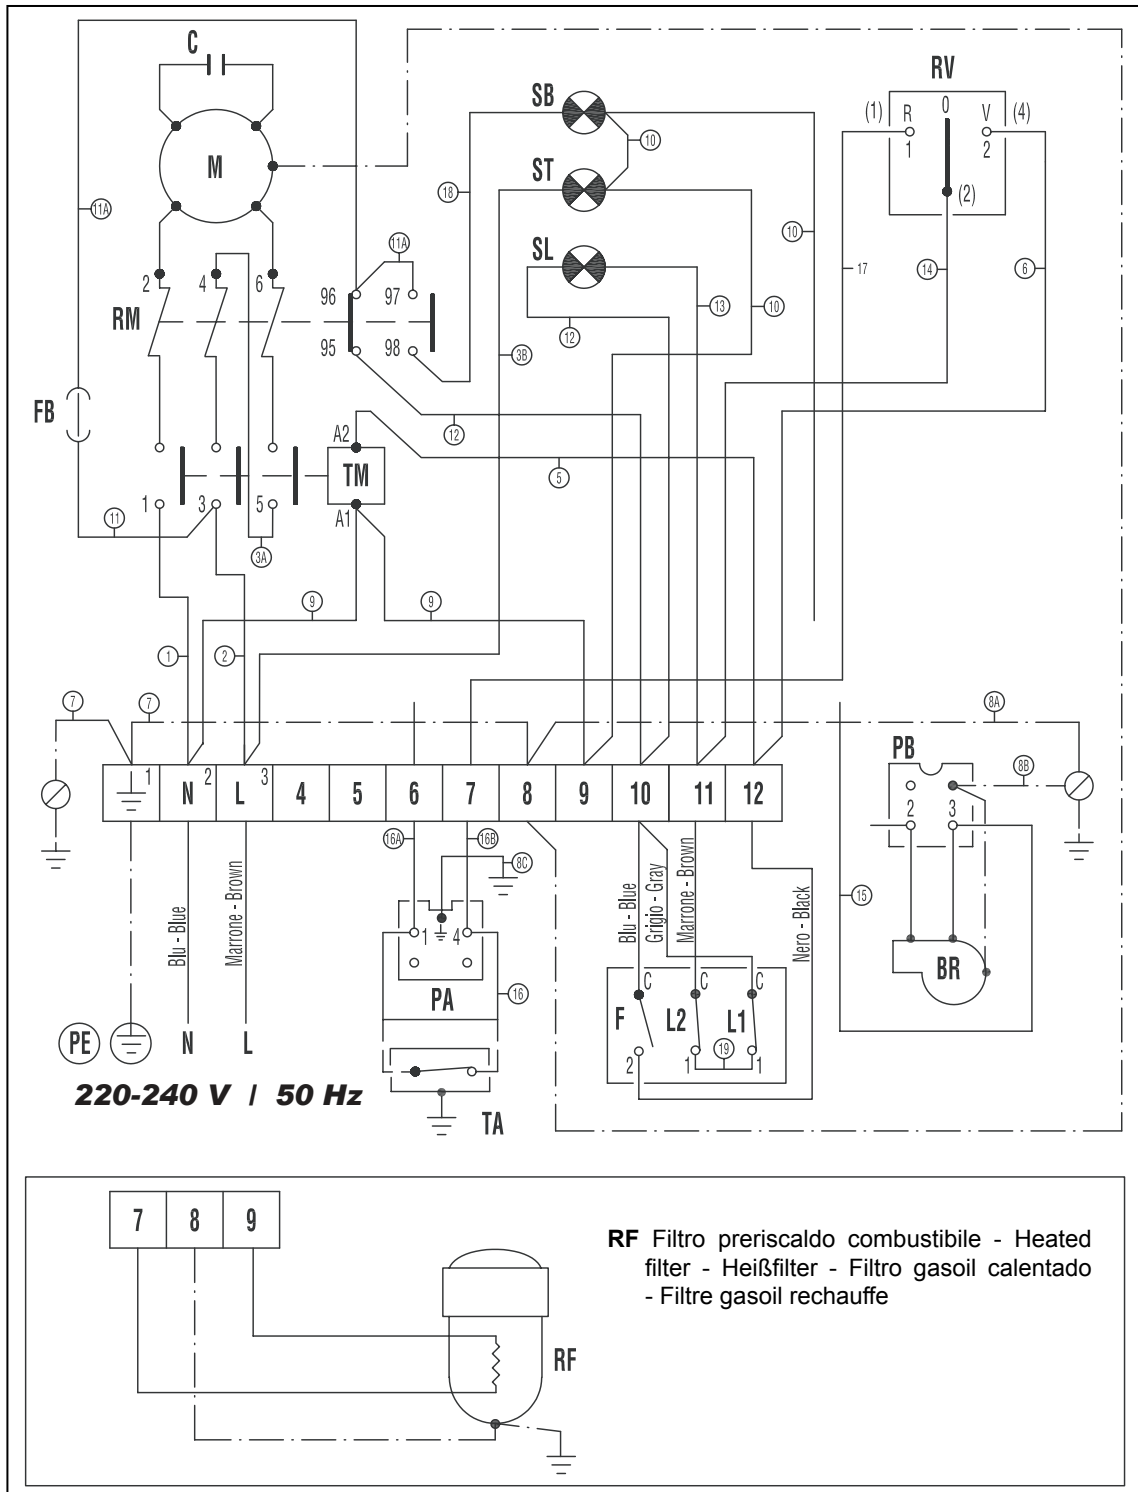 C
M
SB
ST
SL
RV
(1)
R
1
0
V
2
(4)
(2)
10
18
11A
11A
10
17
14
6
2
4
6
96
97
RM
95
98
12
13
10
3B
FB
12
A2
TM
5
1
3
5
A1
11
3A
9
9
1
2
7
7
8A
PB
8B
1
N
2
L
3
4
5
6
7
8
9
10
11
12
2
3
16A
16B
8C
15
Blu - Blue
Marrone - Brown
Blu - Blue
Grigio - Gray
Marrone - Brown
Nero - Black
1
4
PA
16
BR
C
C
C
F
L2
L1
2
1
19
1
PE
N
L
220-240 V / 50 Hz
TA
7
8
9
RF
RF Filtro preriscaldo combustibile - Heated
filter - Heißfilter - Filtro gasoil calentado
- Filtre gasoil rechauffe